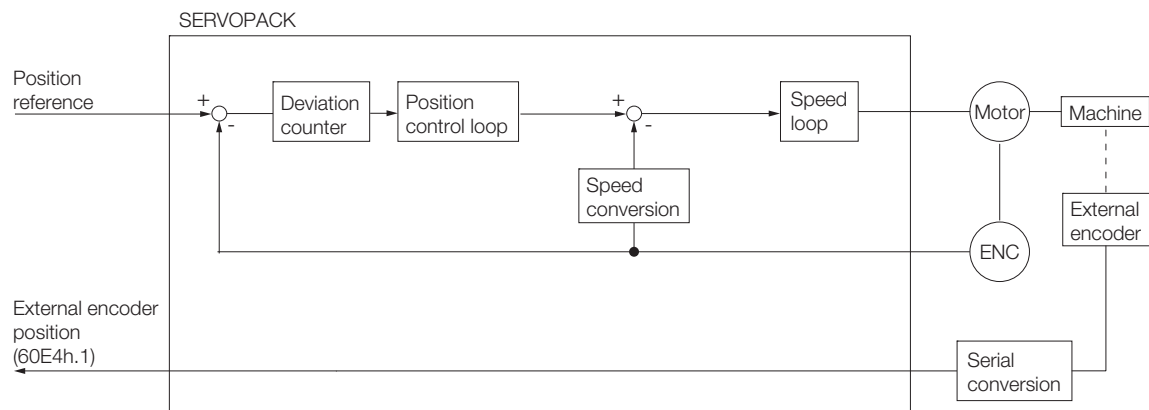 SERVOPACK
Position
reference
+
-
Deviation
counter
Position
control loop
+
-
Speed
loop
Motor
Machine
Speed
conversion
External
encoder
ENC
External encoder
position
(60E4h.1)
Serial
conversion